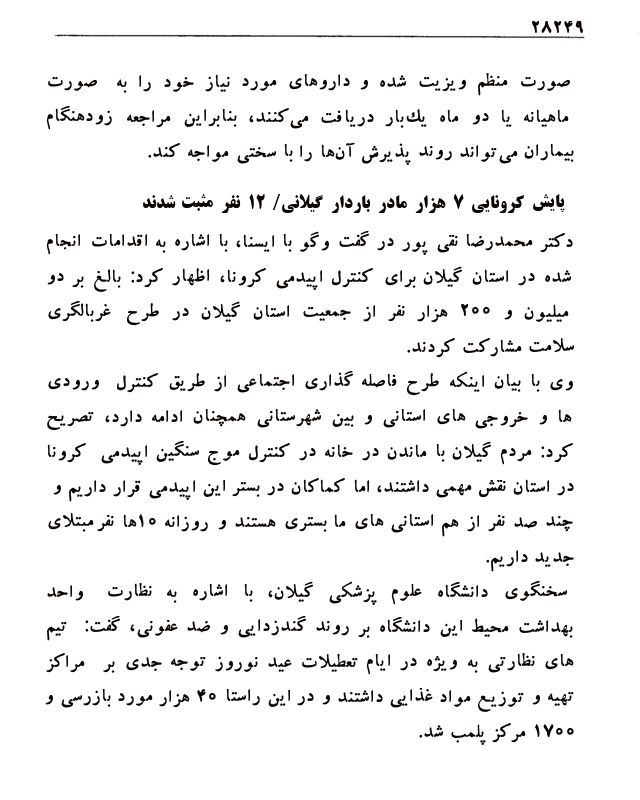 ۲۸۲۴۹
صورت منظم ویزیت شده و داروهای مورد نیاز خود را به صورت
ماهیانه یا دو ماه یك‌بار دریافت می‌کنند، بنابراین مراجعه زودهنگام
بیماران می‌تواند روند پذیرش آن‌ها را با سختی مواجه کند.
پایش کرونایی ۷ هزار مادر باردار گیلانی/ ۱۲ نفر مثبت شدند
دکتر محمدرضا نقی پور در گفت وگو با ایسنا، با اشاره به اقدامات انجام
شده در استان گیلان برای کنترل اپیدمی کرونا، اظهار کرد: بالغ بر دو
میلیون و ۲۰۰ هزار نفر از جمعیت استان گیلان در طرح غربالگری
سلامت مشارکت کردند.
وی با بیان اینکه طرح فاصله گذاری اجتماعی از طریق کنترل ورودی
ها و خروجی های استانی و بین شهرستانی همچنان ادامه دارد، تصریح
کرد: مردم گیلان با ماندن در خانه در کنترل موج سنگین اپیدمی کرونا
در استان نقش مهمی داشتند، اما کماکان در بستر این اپیدمی قرار داریم و
چند صد نفر از هم استانی های ما بستری هستند و روزانه ۱۰ها نفر مبتلای
جدید داریم.
سخنگوی دانشگاه علوم پزشکی گیلان، با اشاره به نظارت واحد
بهداشت محیط این دانشگاه بر روند گندزدایی و ضد عفونی، گفت: تیم
های نظارتی به ویژه در ایام تعطیلات عید نوروز توجه جدی بر مراکز
تهیه و توزیع مواد غذایی داشتند و در این راستا ۴۰ هزار مورد بازرسی و
۱۷۰۰ مرکز پلمب شد.